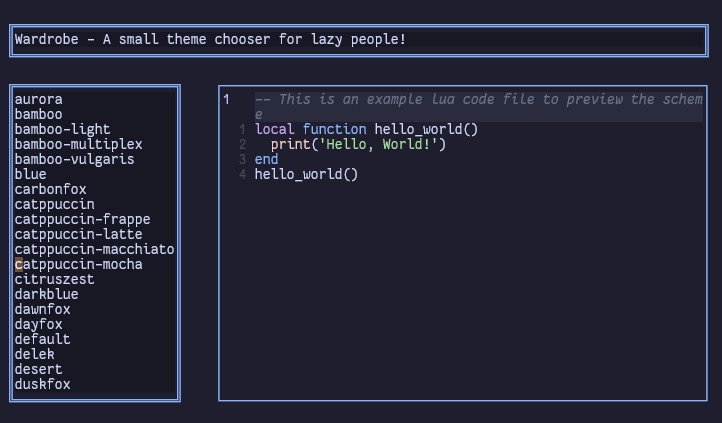 Wardrobe - A small theme chooser for lazy people!
aurora
bamboo
bamboo-light
bamboo-multiplex
bamboo-vulgaris
blue
carbonfox
catppuccin
catppuccin-frappe
catppuccin-latte
catppuccin-macchiato
catppuccin-mocha
citruszest
darkblue
dawnfox
dayfox
default
delek
desert
duskfox
1 -- This is an example lua code file to preview the schem
e
1 local function hello_world()
2   print('Hello, World!')
3 end
4 hello_world()